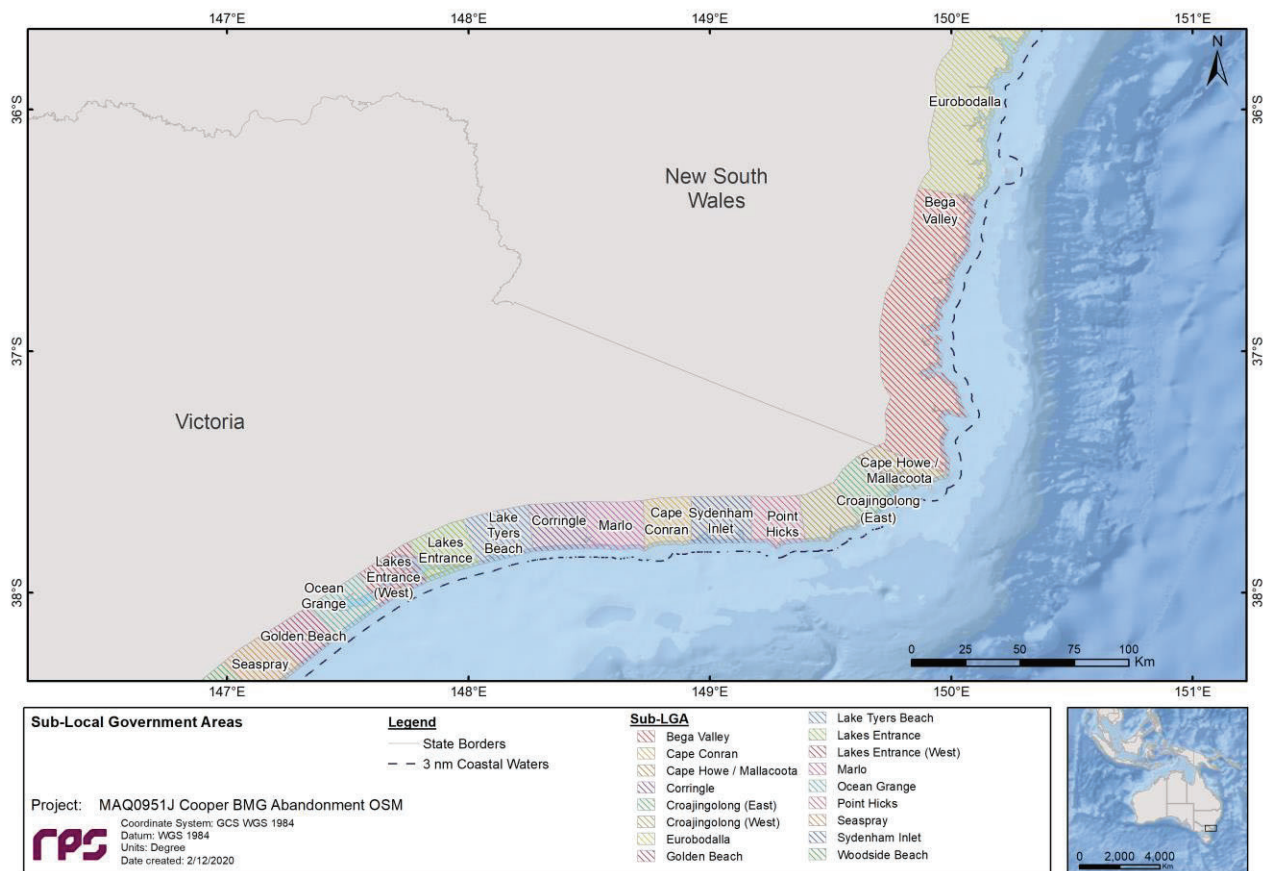 147°E 148°E 149°E 150°E 151°E
36°S 36°S
N
Eurobodalla
New South
Wales
Bega
Valley
37°S 37°S
Victoria
Cape Howe /
Mallacoota
Croajingolong
(East)
Point
Hicks
Sydenham
Inlet
Cape
Conran
Marlo
Corringle
Lake
Tyers
Beach
Lakes
Entrance
Lakes
Entrance
(West)
Ocean
Grange
Golden Beach
Seaspray
38°S 38°S
0 25 50 75 100
Km
147°E 148°E 149°E 150°E 151°E
Sub-Local Government Areas
Project: MAQ0951J Cooper BMG Abandonment OSM
rps
Coordinate System: GCS WGS 1984
Datum: WGS 1984
Units: Degree
Date created: 2/12/2020
Legend
State Borders
3 nm Coastal Waters
Sub-LGA
Bega Valley
Cape Conran
Cape Howe / Mallacoota
Corringle
Croajingolong (East)
Croajingolong (West)
Eurobodalla
Golden Beach
Lake Tyers Beach
Lakes Entrance
Lakes Entrance (West)
Marlo
Ocean Grange
Point Hicks
Seaspray
Sydenham Inlet
Woodside Beach
0 2,000 4,000
Km